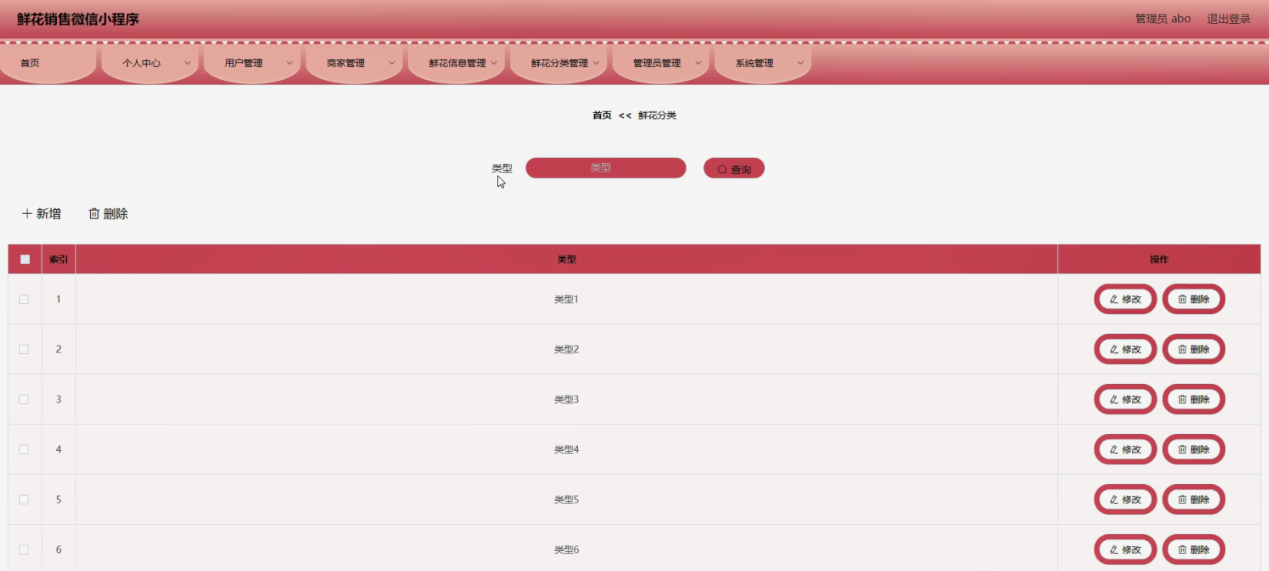 鲜花销售微信小程序
管理员 abo 退出登录
首页 个人中心 用户管理 商家管理 鲜花信息管理 鲜花分类管理 管理员管理 系统管理
首页 << 鲜花分类
类型 类型 查询
新增 删除
索引 类型 操作
1 类型1 修改 删除
2 类型2 修改 删除
3 类型3 修改 删除
4 类型4 修改 删除
5 类型5 修改 删除
6 类型6 修改 删除